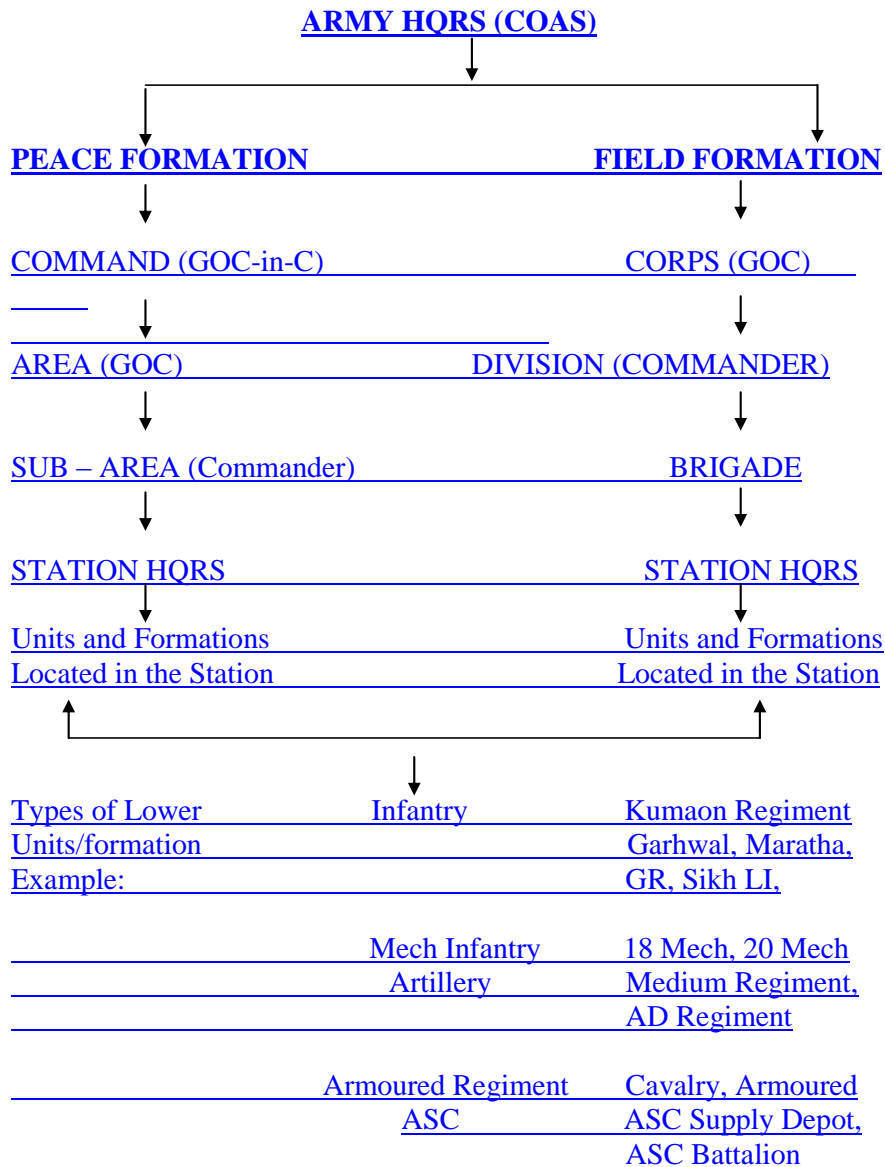 ARMY HQRS (COAS)
PEACE FORMATION FIELD FORMATION
COMMAND (GOC-in-C) CORPS (GOC)
AREA (GOC) DIVISION (COMMANDER)
SUB – AREA (Commander) BRIGADE
STATION HQRS STATION HQRS
Units and Formations Units and Formations
Located in the Station Located in the Station
Types of Lower Infantry Kumaon Regiment
Units/formation Garhwal, Maratha,
Example: GR, Sikh LI,
Mech Infantry 18 Mech, 20 Mech
Artillery Medium Regiment,
AD Regiment
Armoured Regiment Cavalry, Armoured
ASC ASC Supply Depot,
ASC Battalion